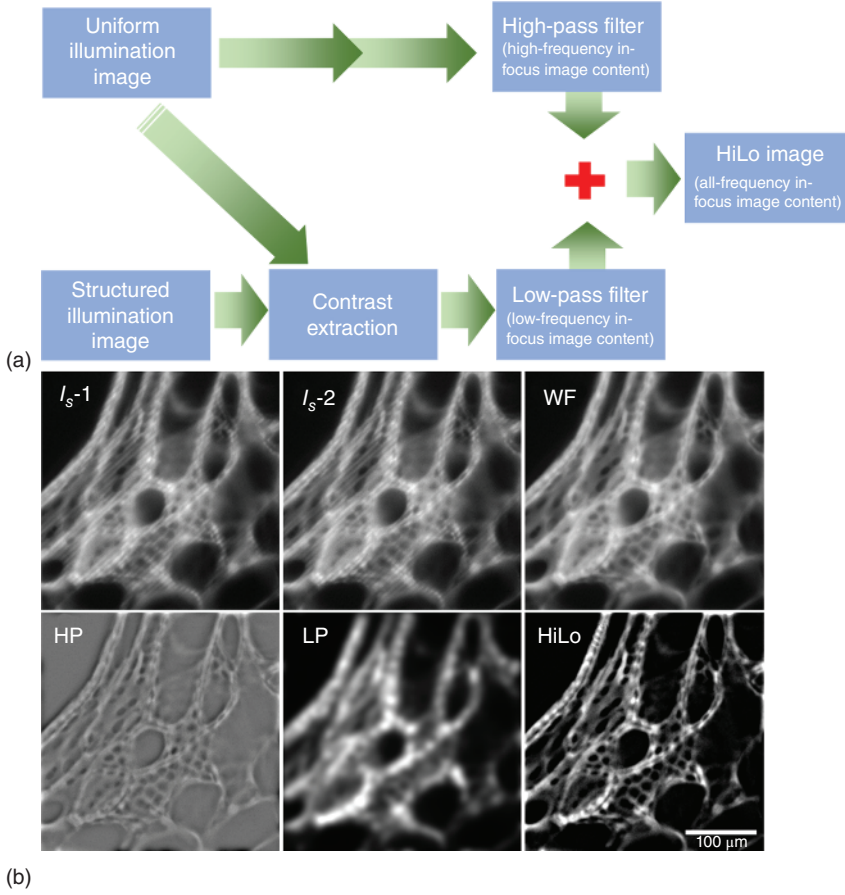 Uniform
illumination
image
High-pass filter
(high-frequency in-
focus image content)
HiLo image
(all-frequency in-
focus image content)
Structured
illumination
image
Contrast
extraction
Low-pass filter
(low-frequency in-
focus image content)
(a)
Is-1
Is-2
WF
HP
LP
HiLo
100 μm
(b)